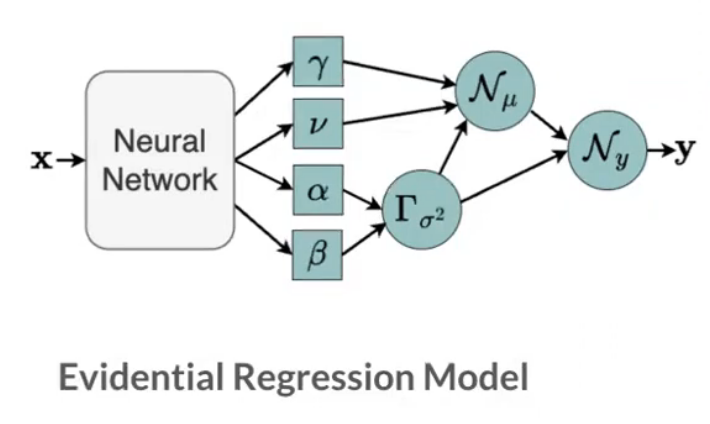 γ
ν
α
β
x
Neural
Network
Γσ²
𝒩μ
𝒩y
y
Evidential Regression Model